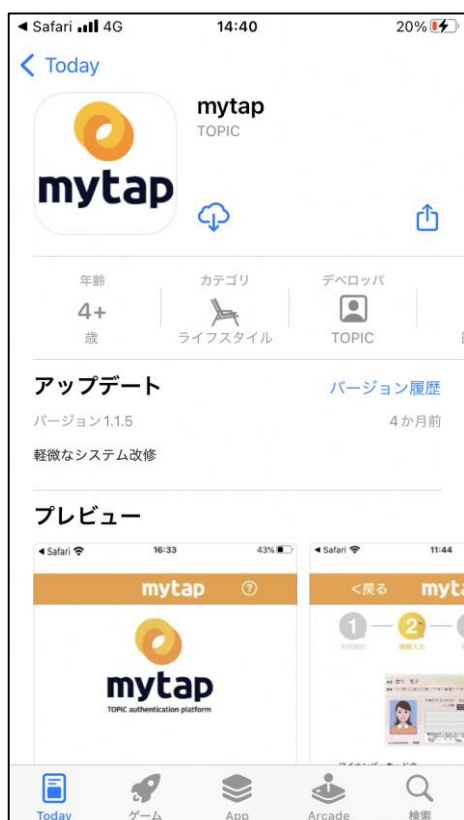 Safari 4G 14:40 20%
Today
mytap
mytap
TOPIC
年齢 カテゴリ デベロッパ
4+
歳 ライフスタイル TOPIC
アップデート バージョン履歴
バージョン 1.1.5 4か月前
軽微なシステム改修
プレビュー
Safari 16:33 43% Safari 11:44
mytap ? <戻る myta
1 2
mytap
TOPIC authentication platform
Today ゲーム App Arcade 検索